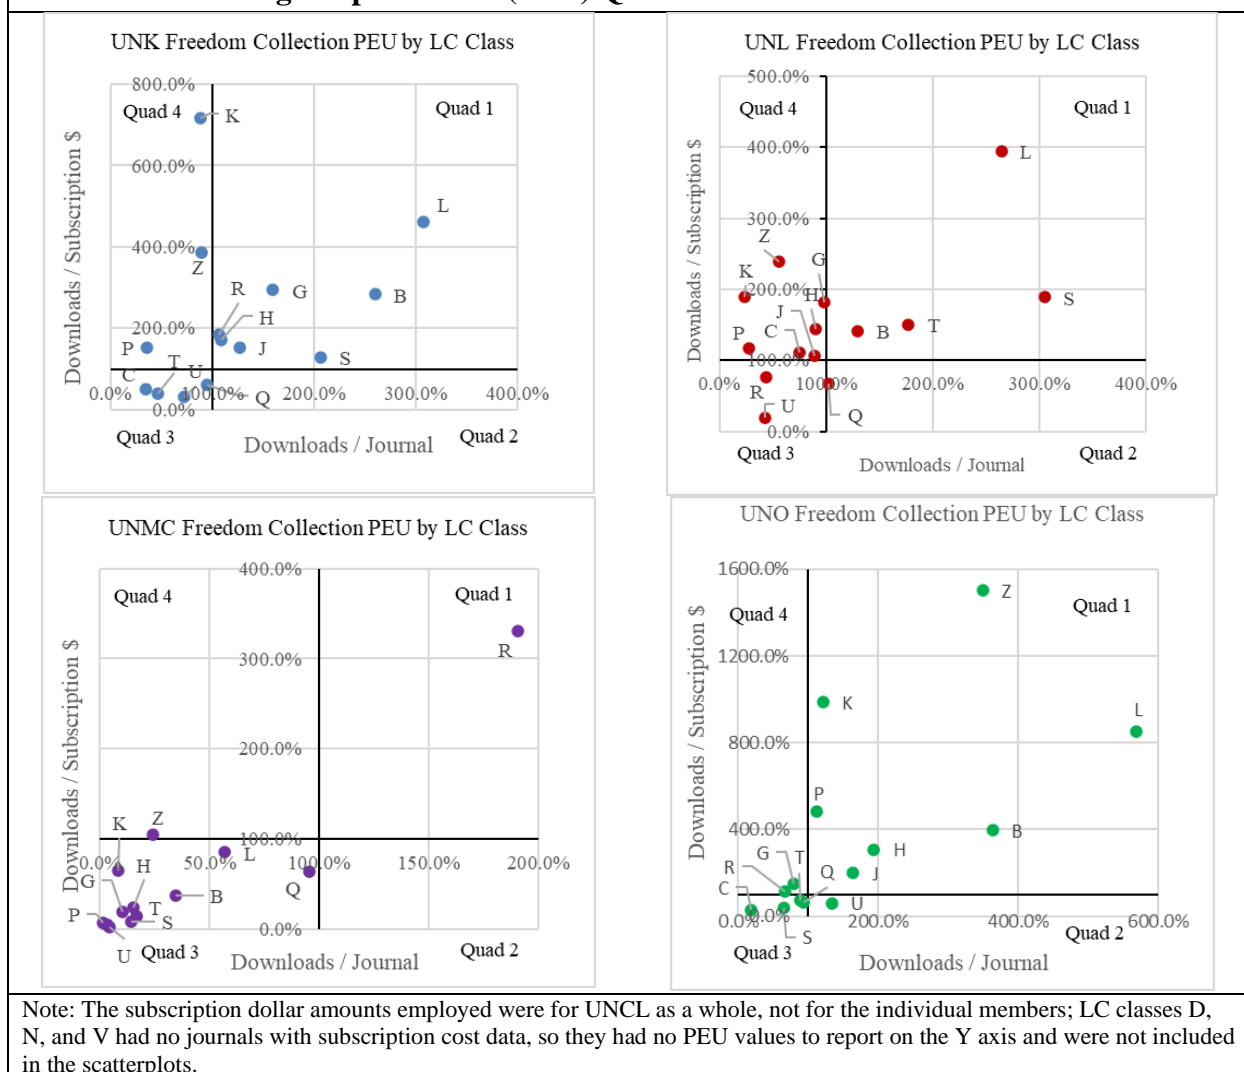 UNK Freedom Collection PEU by LC Class
800.0%
Quad 4
K
Quad 1
600.0%
L
400.0%
Z
R
G
B
H
200.0%
P
T
J
S
C
U
Q
0.0%
100.0%
200.0%
300.0%
400.0%
0.0%
Quad 3
Quad 2
Downloads / Journal
Downloads / Subscription $
UNL Freedom Collection PEU by LC Class
500.0%
Quad 4
Quad 1
400.0%
L
300.0%
Z
G
K
200.0%
H
S
J
P
C
B
T
100.0%
0.0%
100.0%
200.0%
300.0%
400.0%
R
U
Q
0.0%
Quad 3
Quad 2
Downloads / Journal
Downloads / Subscription $
UNMC Freedom Collection PEU by LC Class
400.0%
Quad 4
Quad 1
R
300.0%
200.0%
K
Z
100.0%
L
0.0%
50.0%
100.0%
150.0%
200.0%
G
H
Q
B
P
T
S
0.0%
U
Quad 3
Quad 2
Downloads / Journal
Downloads / Subscription $
UNO Freedom Collection PEU by LC Class
1600.0%
Z
Quad 4
Quad 1
1200.0%
K
L
800.0%
P
400.0%
B
G
T
H
R
Q
J
C
U
0.0%
0.0%
200.0%
400.0%
600.0%
S
Quad 3
Quad 2
Downloads / Journal
Downloads / Subscription $
Note: The subscription dollar amounts employed were for UNCL as a whole, not for the individual members; LC classes D,
N, and V had no journals with subscription cost data, so they had no PEU values to report on the Y axis and were not included
in the scatterplots.